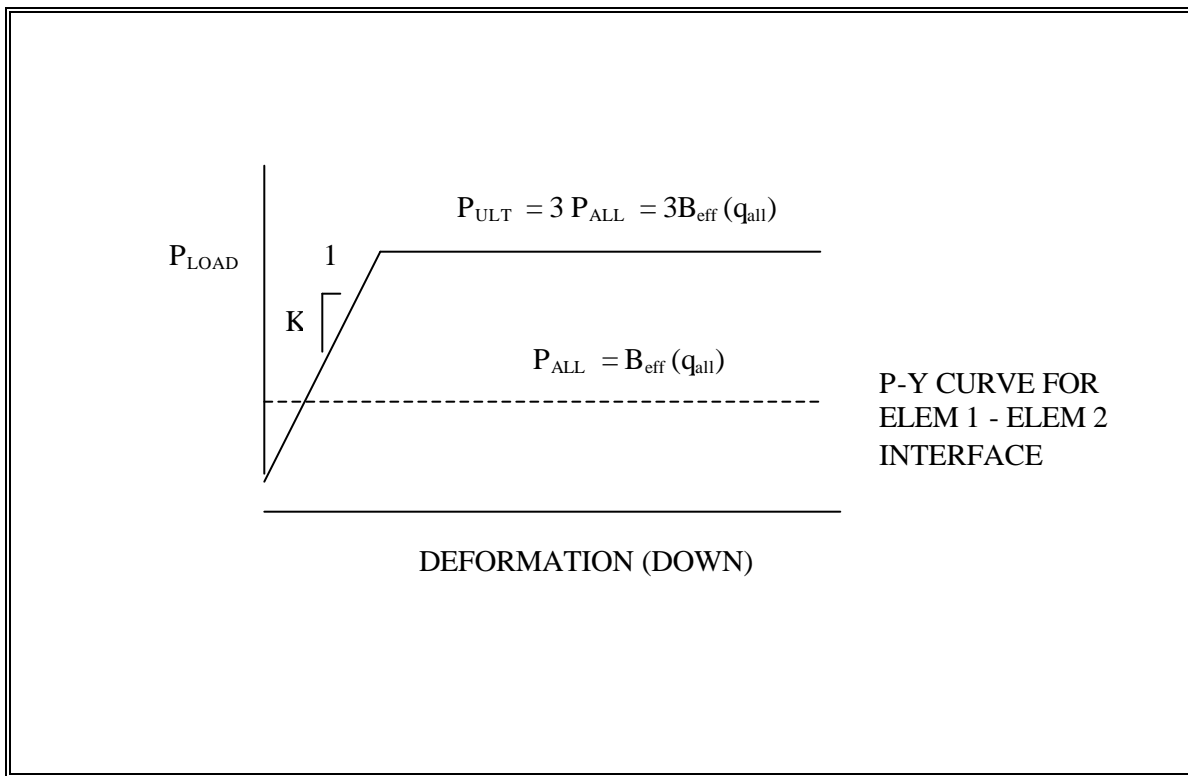 P_ULT = 3 P_ALL = 3B_eff (q_all)
P_LOAD
1
K
P_ALL = B_eff (q_all)
P-Y CURVE FOR
ELEM 1 - ELEM 2
INTERFACE
DEFORMATION (DOWN)